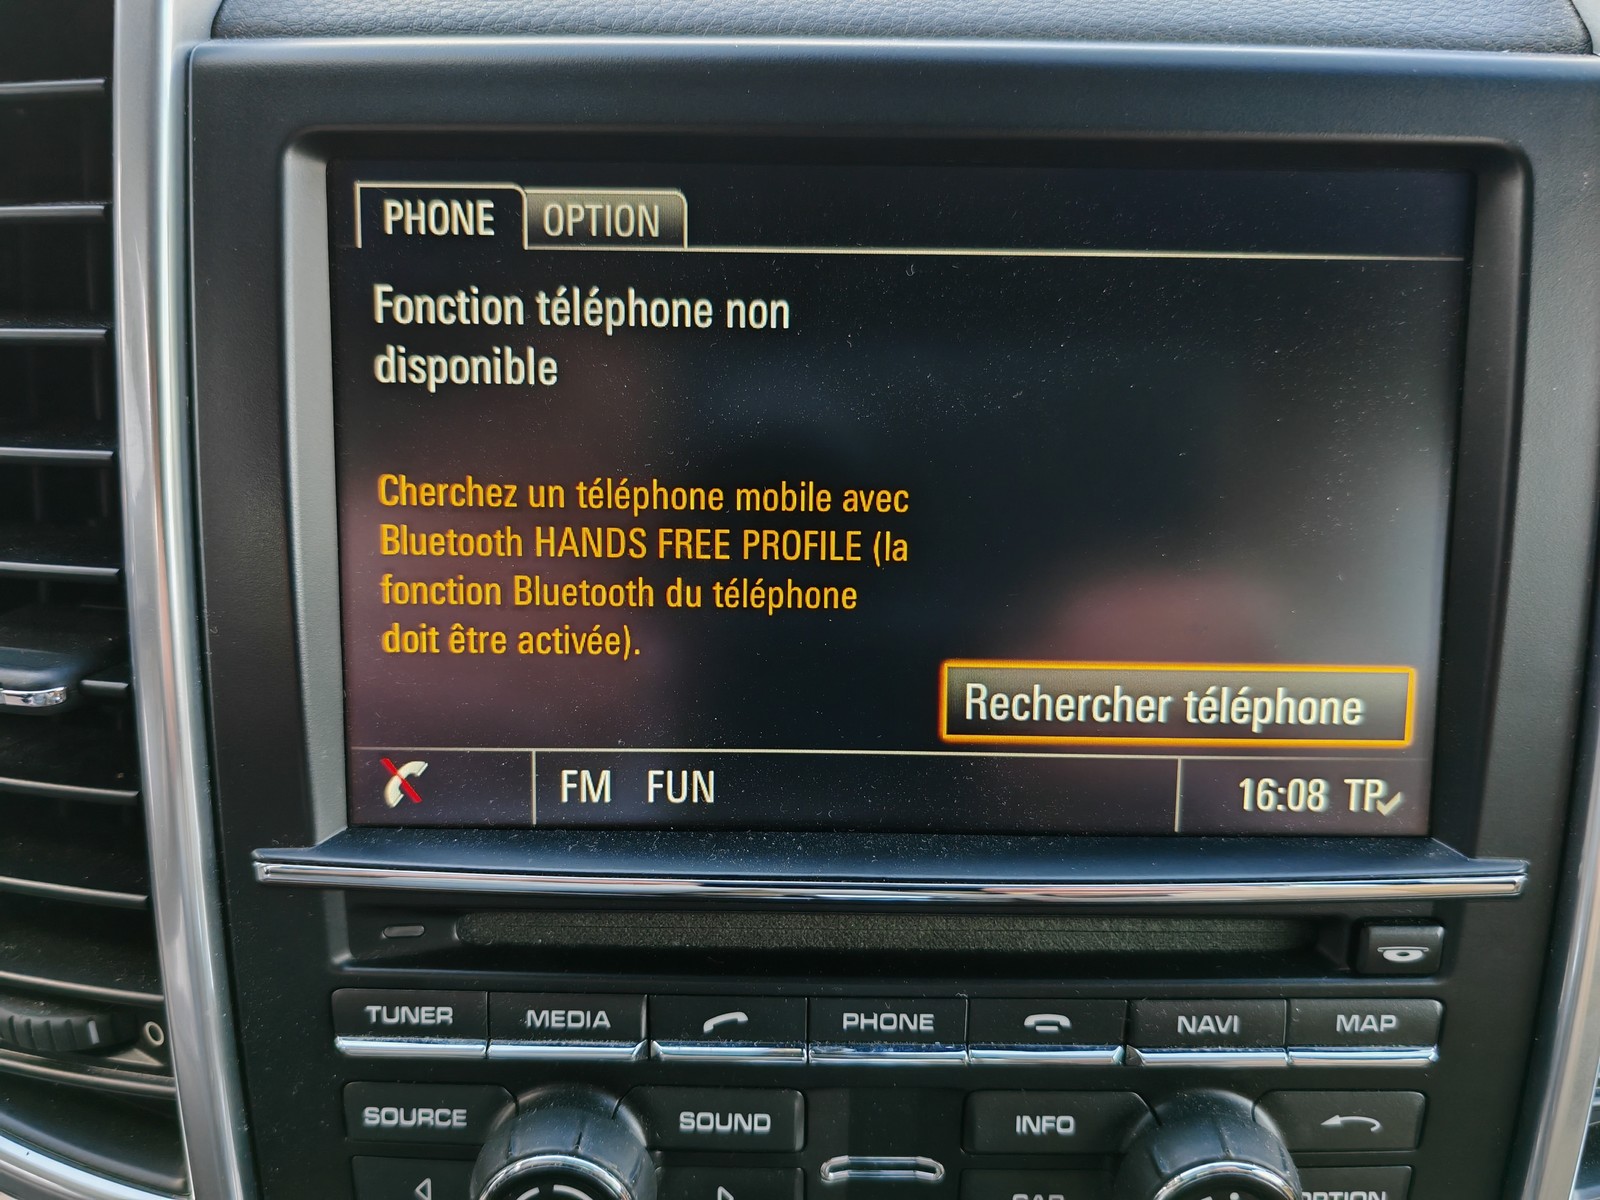 PHONE OPTION
Fonction téléphone non
disponible
Cherchez un téléphone mobile avec
Bluetooth HANDS FREE PROFILE (la
fonction Bluetooth du téléphone
doit être activée).
Rechercher téléphone
FM FUN 16:08 TP
TUNER MEDIA PHONE NAVI MAP
SOURCE SOUND INFO
CAR OPTION